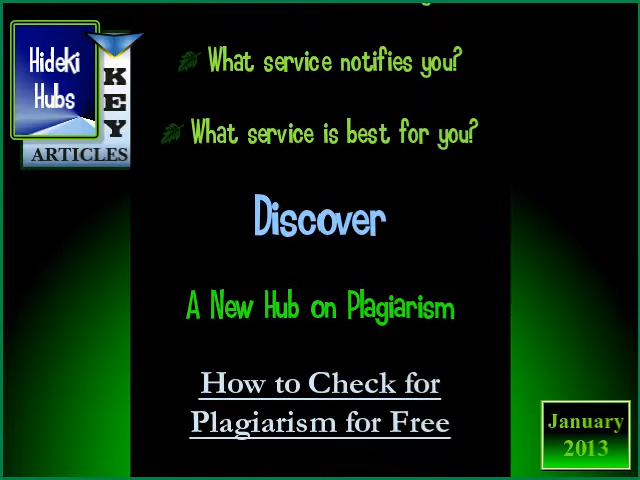 Hideki
Hubs
KEY
ARTICLES
What service notifies you?
What service is best for you?
Discover
A New Hub on Plagiarism
How to Check for
Plagiarism for Free
January
2013